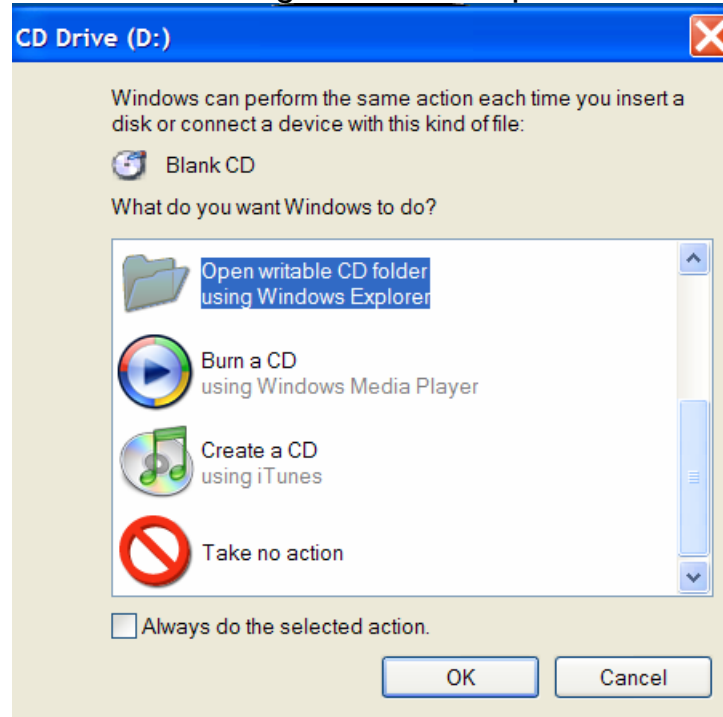 CD Drive (D:)
Windows can perform the same action each time you insert a
disk or connect a device with this kind of file:
Blank CD
What do you want Windows to do?
Open writable CD folder
using Windows Explorer
Burn a CD
using Windows Media Player
Create a CD
using iTunes
Take no action
Always do the selected action.
OK
Cancel